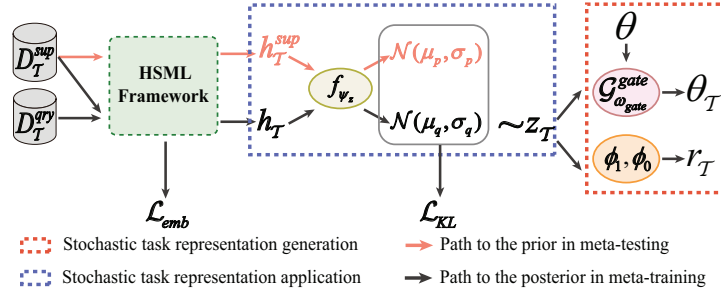 D_T^sup
D_T^qry
HSML
Framework
h_T^sup
h_T
f_ψ_z
N(μ_p, σ_p)
N(μ_q, σ_q)
~z_T
θ
G_ω_gate^gate
θ_T
ϕ_1, ϕ_0
r_T
L_emb
L_KL
Stochastic task representation generation
Path to the prior in meta-testing
Stochastic task representation application
Path to the posterior in meta-training